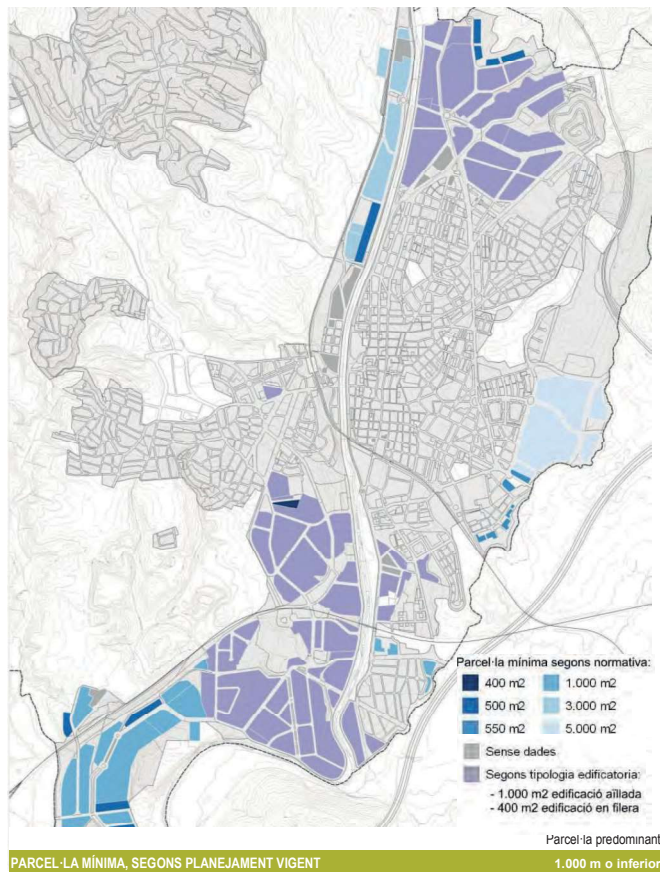 Parcel·la mínima segons normativa:
400 m2 1.000 m2
500 m2 3.000 m2
550 m2 5.000 m2
Sense dades
Segons tipologia edificatoria:
- 1.000 m2 edificació aïllada
- 400 m2 edificació en filera
Parcel·la predominant
PARCEL·LA MÍNIMA, SEGONS PLANEJAMENT VIGENT 1.000 m o inferior